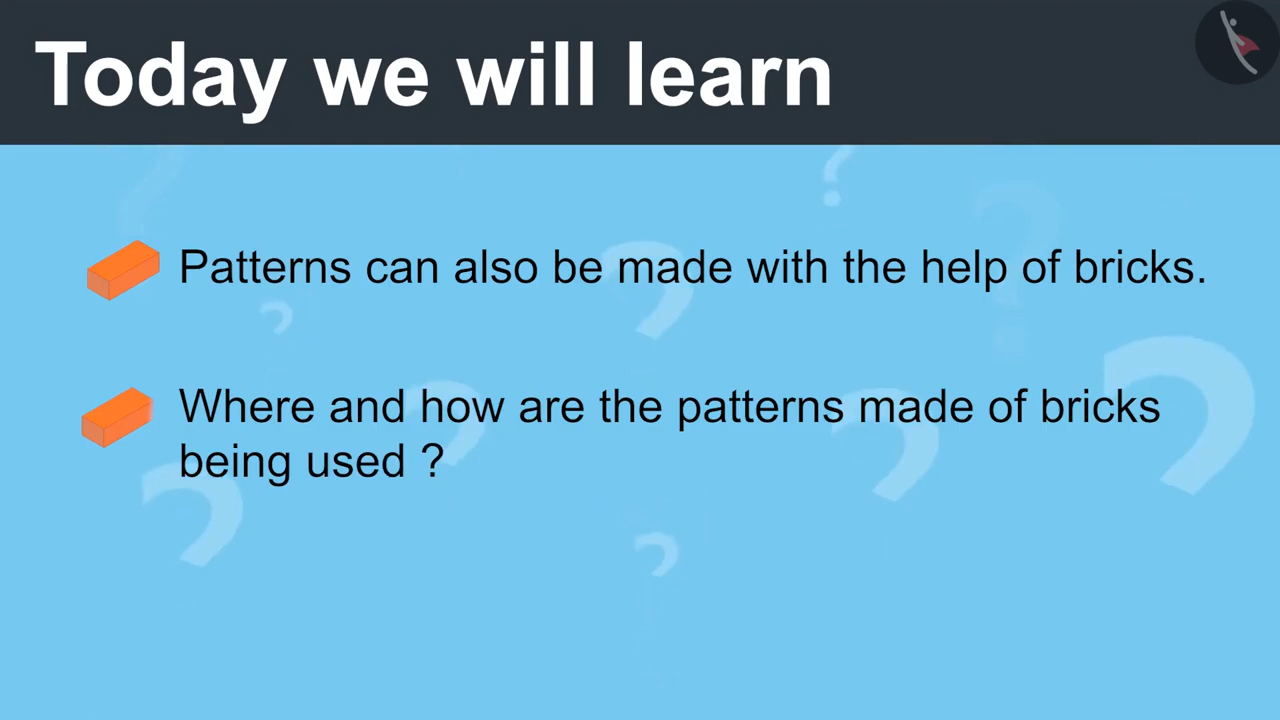 Today we will learn
Patterns can also be made with the help of bricks.
Where and how are the patterns made of bricks
being used ?